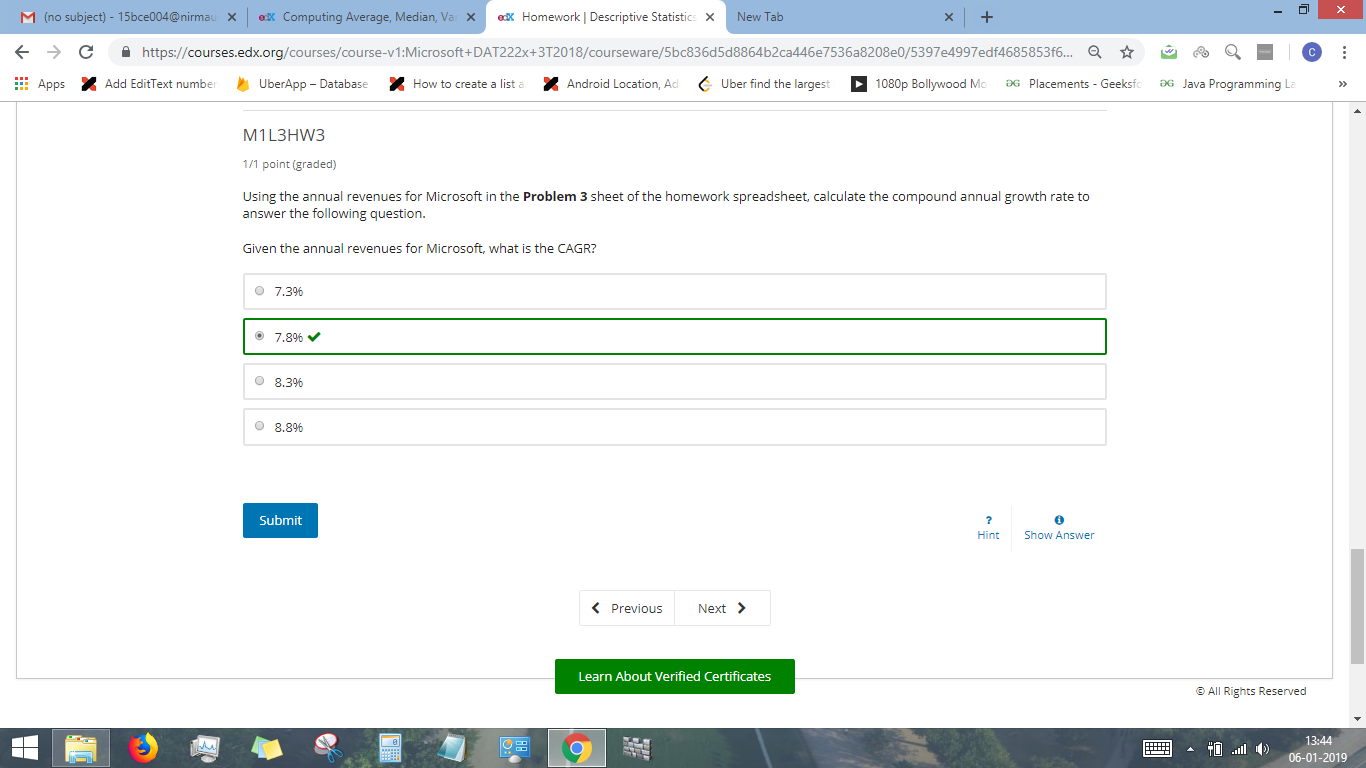 (no subject) - 15bce004@nirmau
edX Computing Average, Median, Va
edX Homework | Descriptive Statistics
New Tab
https://courses.edx.org/courses/course-v1:Microsoft+DAT222x+3T2018/courseware/5bc836d5d8864b2ca446e7536a8208e0/5397e4997edf4685853f6...
C
Apps
Add EditText number
UberApp – Database
How to create a list a
Android Location, Ad
Uber find the largest
1080p Bollywood Mo
Placements - Geeksfo
Java Programming La
»
M1L3HW3
1/1 point (graded)
Using the annual revenues for Microsoft in the Problem 3 sheet of the homework spreadsheet, calculate the compound annual growth rate to
answer the following question.
Given the annual revenues for Microsoft, what is the CAGR?
7.3%
7.8%
8.3%
8.8%
Submit
? Hint
Show Answer
Previous
Next
Learn About Verified Certificates
© All Rights Reserved
13:44
06-01-2019